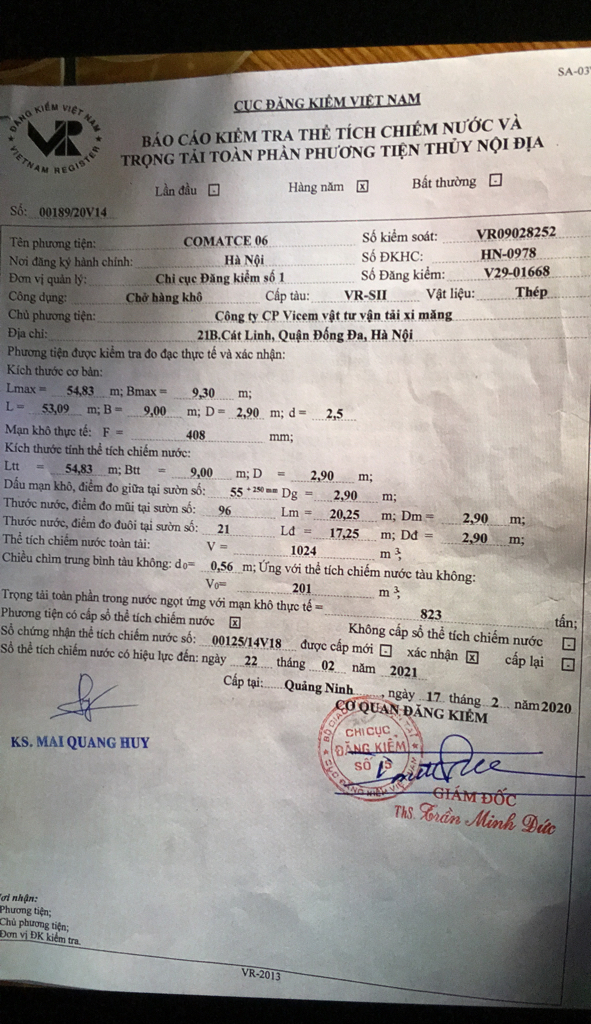 SA-03
CỤC ĐĂNG KIỂM VIỆT NAM
ĐĂNG KIỂM VIỆT NAM
VR
VIETNAM REGISTER
BÁO CÁO KIỂM TRA THỂ TÍCH CHIẾM NƯỚC VÀ
TRỌNG TẢI TOÀN PHẦN PHƯƠNG TIỆN THỦY NỘI ĐỊA
Lần đầu - Hàng năm x Bất thường -
Số: 00189/20V14
Tên phương tiện: COMATCE 06 Số kiểm soát: VR09028252
Nơi đăng ký hành chính: Hà Nội Số ĐKHC: HN-0978
Đơn vị quản lý: Chi cục Đăng kiểm số 1 Số Đăng kiểm: V29-01668
Công dụng: Chở hàng khô Cấp tàu: VR-SII Vật liệu: Thép
Chủ phương tiện: Công ty CP Vicem vật tư vận tải xi măng
Địa chỉ: 21B.Cát Linh, Quận Đống Đa, Hà Nội
Phương tiện được kiểm tra đo đạc thực tế và xác nhận:
Kích thước cơ bản:
Lmax = 54,83 m; Bmax = 9,30 m;
L = 53,09 m; B = 9,00 m; D = 2,90 m; d = 2,5
Mạn khô thực tế: F = 408 mm;
Kích thước tính thể tích chiếm nước:
Ltt = 54,83 m; Btt = 9,00 m; D = 2,90 m;
Dấu mạn khô, điểm đo giữa tại sườn số: 55 + 250 mm Dg = 2,90 m;
Thước nước, điểm đo mũi tại sườn số: 96 Lm = 20,25 m; Dm = 2,90 m;
Thước nước, điểm đo đuôi tại sườn số: 21 Lđ = 17,25 m; Dđ = 2,90 m;
Thể tích chiếm nước toàn tải: V = 1024 m³;
Chiều chìm trung bình tàu không: d₀= 0,56 m; Ứng với thể tích chiếm nước tàu không:
V₀= 201 m³;
Trọng tải toàn phần trong nước ngọt ứng với mạn khô thực tế = 823 tấn;
Phương tiện có cấp sổ thể tích chiếm nước x Không cấp sổ thể tích chiếm nước -
Số chứng nhận thể tích chiếm nước số: 00125/14V18 được cấp mới - xác nhận x cấp lại -
Sổ thể tích chiếm nước có hiệu lực đến: ngày 22 tháng 02 năm 2021
Cấp tại: Quảng Ninh, ngày 17 tháng 2 năm 2020
CƠ QUAN ĐĂNG KIỂM
CHI CỤC
ĐĂNG KIỂM
SỐ 15
KS. MAI QUANG HUY
GIÁM ĐỐC
ThS. Trần Minh Đức
nhận:
Phương tiện;
Chủ phương tiện;
Đơn vị ĐK kiểm tra.
VR-2013